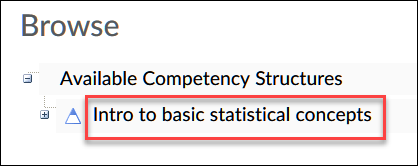 Browse
Available Competency Structures
Intro to basic statistical concepts